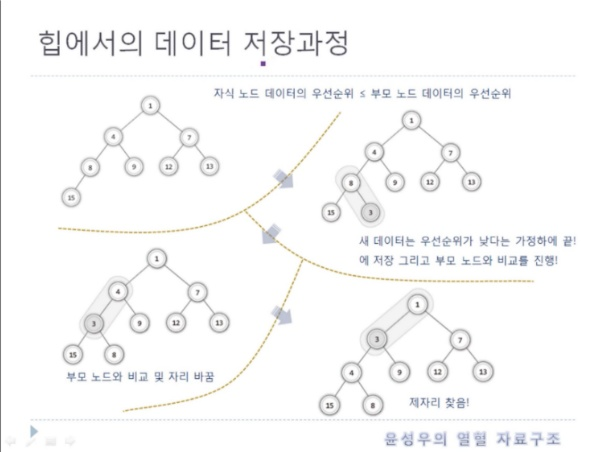 힙에서의 데이터 저장과정
자식 노드 데이터의 우선순위 ≤ 부모 노드 데이터의 우선순위
1
4 7
8 9 12 13
15
1
4 7
8 9 12 13
15 3
새 데이터는 우선순위가 낮다는 가정하에 끝!
에 저장 그리고 부모 노드와 비교를 진행!
1
4 7
3 9 12 13
15 8
부모 노드와 비교 및 자리 바꿈
1
3 7
4 9 12 13
15 8
제자리 찾음!
윤성우의 열혈 자료구조